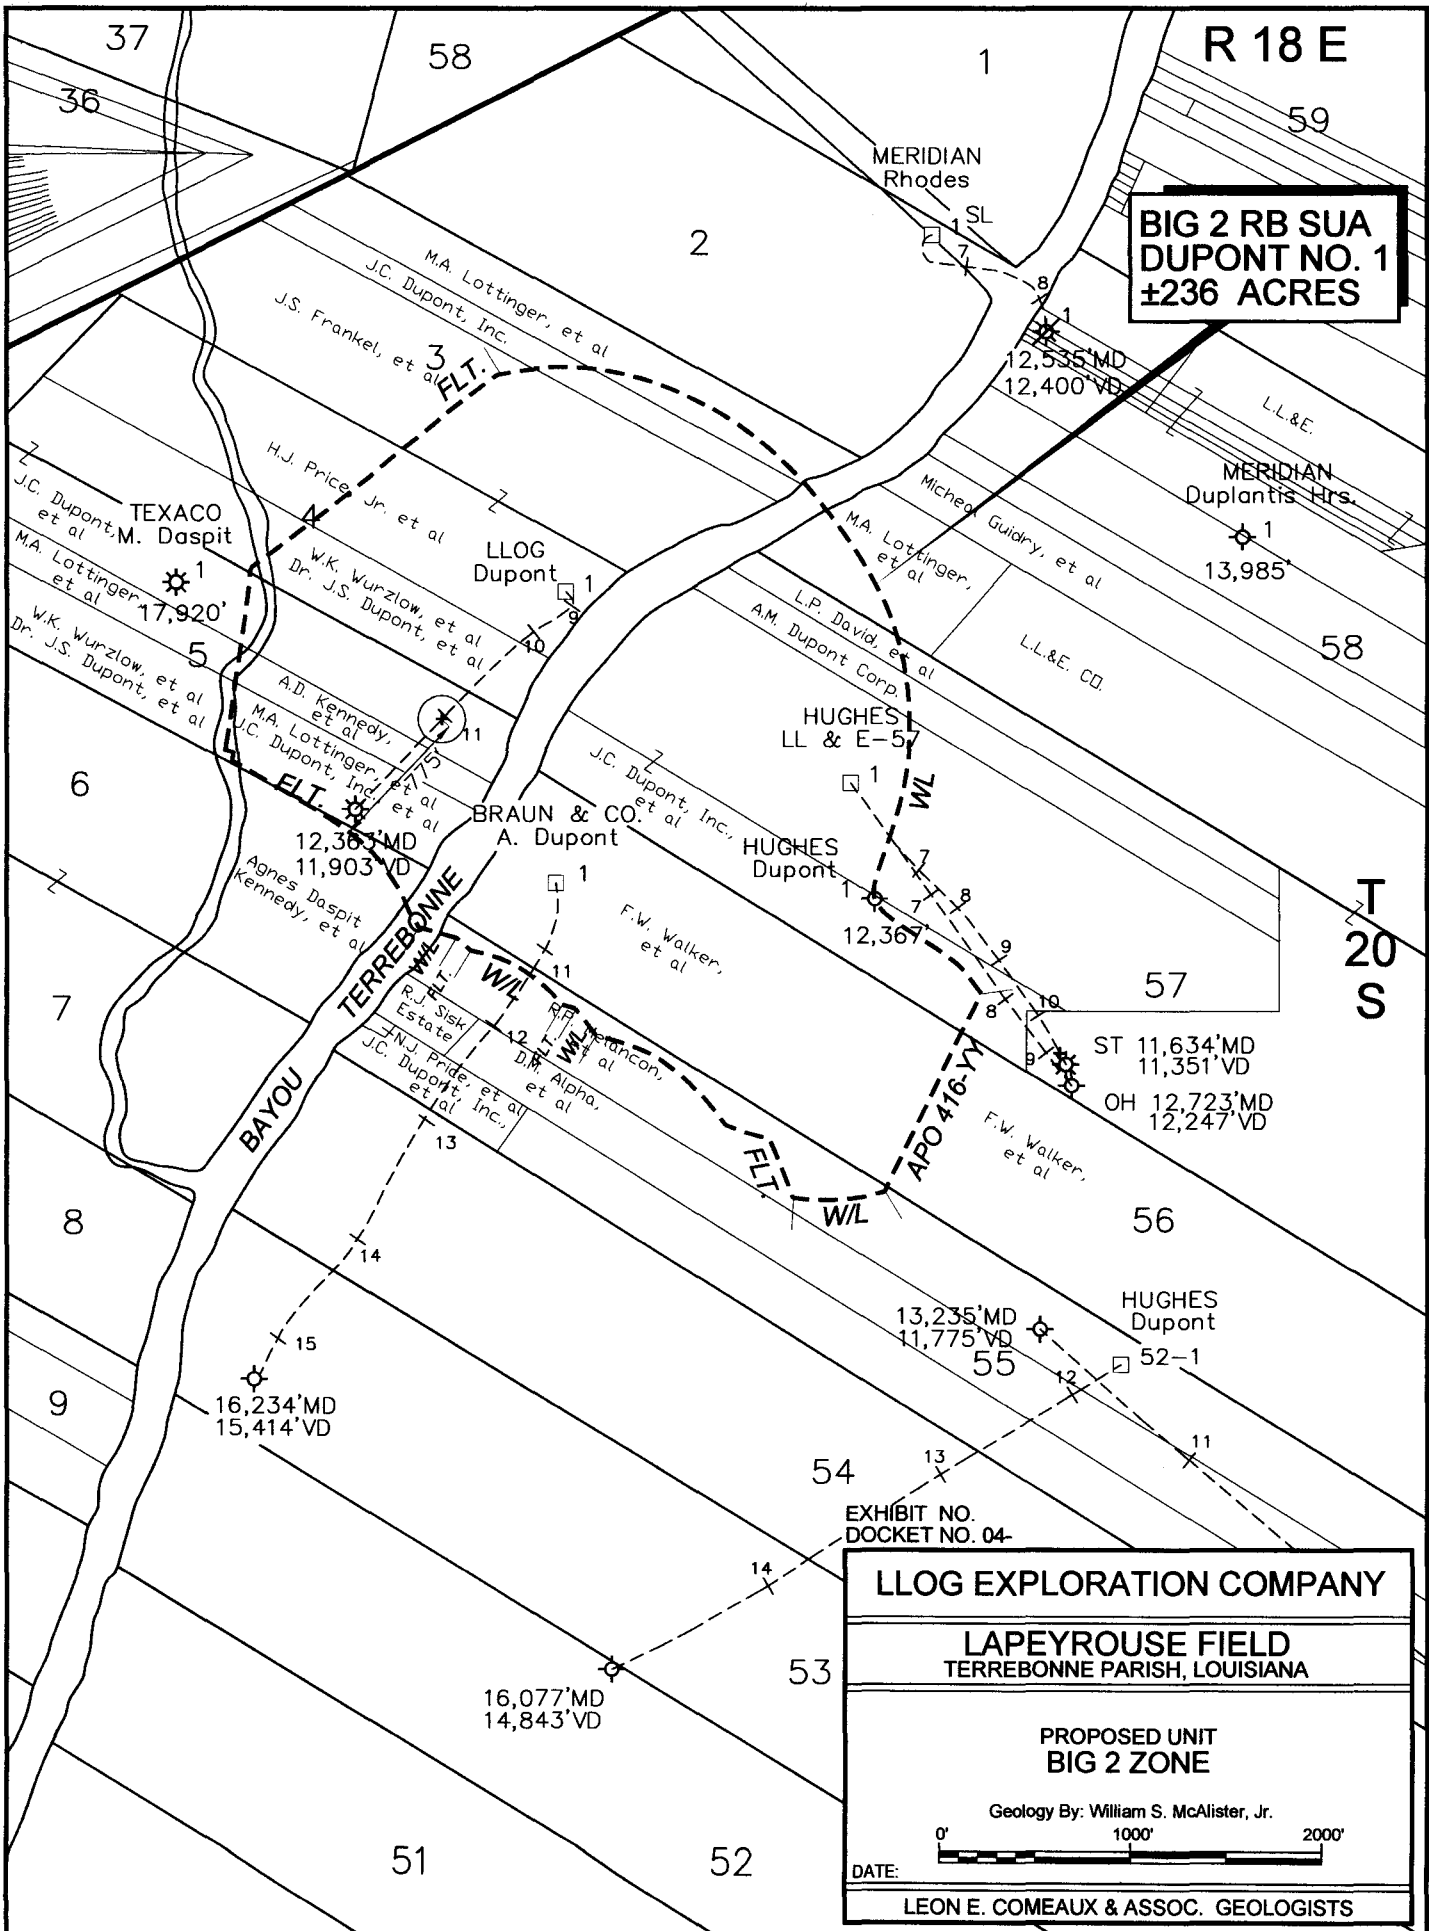 37
58
1
R 18 E
36
59
MERIDIAN
Rhodes
1 SL
7
8
BIG 2 RB SUA
DUPONT NO. 1
±236 ACRES
2
M.A. Lottinger, et al
J.C. Dupont, Inc.
J.S. Frankel, et al
3
FLT.
1
12,535'MD
12,400'VD
L.L.&E.
MERIDIAN
Duplantis Hrs.
1
13,985'
H.J. Price, Jr. et al
4
J.C. Dupont,
et al
TEXACO
M. Daspit
1
17,920'
M.A. Lottinger,
et al
W.K. Wurzlow, et al
Dr. J.S. Dupont, et al
5
LLOG
Dupont
1
9
10
11
W.K. Wurzlow, et al
Dr. J.S. Dupont, et al
Micheal Guidry, et al
M.A. Lottinger,
et al
L.P. David, et al
A.M. Dupont Corp.
L.L.&E. CO.
58
A.D. Kennedy,
et al
M.A. Lottinger,
et al
J.C. Dupont, Inc.
et al
775'
6
FLT.
12,363'MD
11,903'VD
HUGHES
LL & E-57
1
WL
J.C. Dupont, Inc.,
et al
BRAUN & CO.
A. Dupont
1
HUGHES
Dupont
1
12,367'
7
7
8
9
8
10
9
T
20
S
Agnes Daspit
Kennedy, et al
F.W. Walker,
et al
57
7
BAYOU TERREBONNE
W/L
FLT.
W/L
11
12
R.J. Sisk
Estate
FLT.
W/L
R.P. Melancon,
et al
N.J. Pride, et al
J.C. Dupont, Inc.,
et al
D.M. Alpha,
et al
ST 11,634'MD
11,351'VD
OH 12,723'MD
12,247'VD
APO 416-YY
F.W. Walker,
et al
13
FLT.
W/L
56
8
14
HUGHES
Dupont
52-1
13,235'MD
11,775'VD
55
12
11
15
9
16,234'MD
15,414'VD
54
13
14
EXHIBIT NO.
DOCKET NO. 04-
16,077'MD
14,843'VD
53
51
52
LLOG EXPLORATION COMPANY
LAPEYROUSE FIELD
TERREBONNE PARISH, LOUISIANA
PROPOSED UNIT
BIG 2 ZONE
Geology By: William S. McAlister, Jr.
0' 1000' 2000'
DATE:
LEON E. COMEAUX & ASSOC. GEOLOGISTS